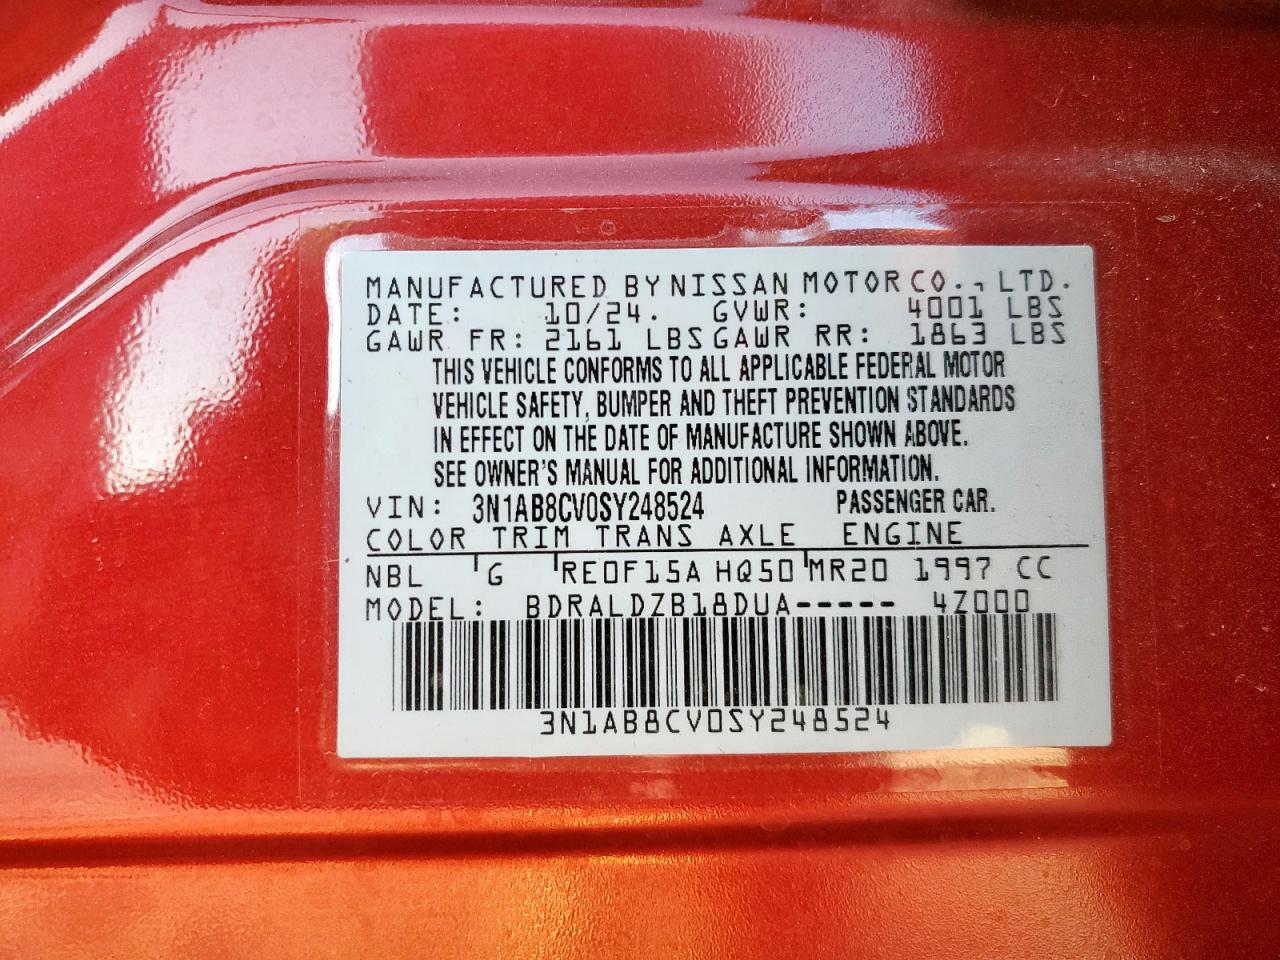 MANUFACTURED BY NISSAN MOTOR CO., LTD.
DATE: 10/24. GVWR: 4001 LBS
GAWR FR: 2161 LBS GAWR RR: 1863 LBS
THIS VEHICLE CONFORMS TO ALL APPLICABLE FEDERAL MOTOR
VEHICLE SAFETY, BUMPER AND THEFT PREVENTION STANDARDS
IN EFFECT ON THE DATE OF MANUFACTURE SHOWN ABOVE.
SEE OWNER'S MANUAL FOR ADDITIONAL INFORMATION.
VIN: 3N1AB8CV0SY248524 PASSENGER CAR.
COLOR TRIM TRANS AXLE ENGINE
NBL G RE0F15A HQ50 MR20 1997 CC
MODEL: BDRALDZB18DUA----- 4Z000
3N1AB8CV0SY248524